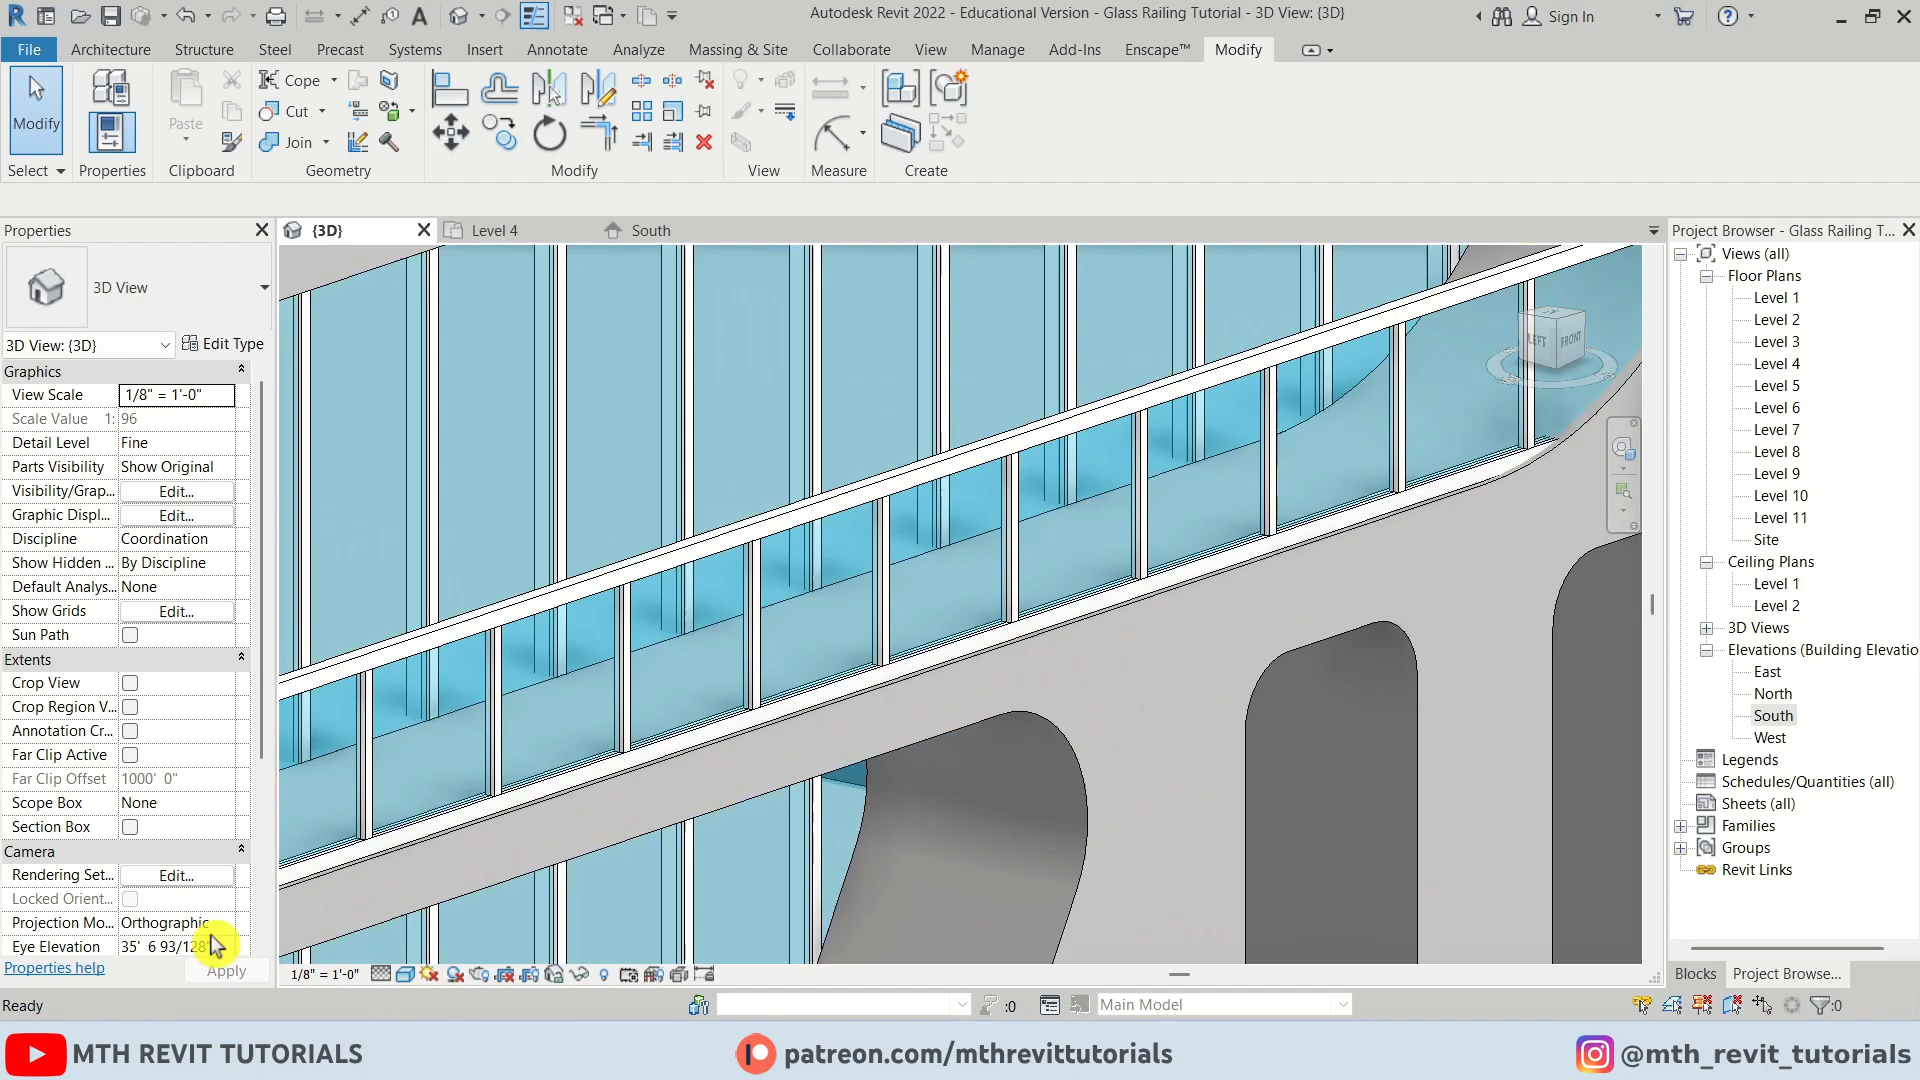 Autodesk Revit 2022 - Educational Version - Glass Railing Tutorial - 3D View: {3D}
Sign In
File Architecture Structure Steel Precast Systems Insert Annotate Analyze Massing & Site Collaborate View Manage Add-Ins Enscape™ Modify
Modify
Paste
Cope
Cut
Join
Select Properties Clipboard Geometry Modify View Measure Create
Properties
{3D}
Level 4
South
Project Browser - Glass Railing T...
3D View
3D View: {3D}
Edit Type
Graphics
View Scale 1/8" = 1'-0"
Scale Value 1: 96
Detail Level Fine
Parts Visibility Show Original
Visibility/Grap... Edit...
Graphic Displ... Edit...
Discipline Coordination
Show Hidden ... By Discipline
Default Analys... None
Show Grids Edit...
Sun Path
Extents
Crop View
Crop Region V...
Annotation Cr...
Far Clip Active
Far Clip Offset 1000' 0"
Scope Box None
Section Box
Camera
Rendering Set... Edit...
Locked Orient...
Projection Mo... Orthographic
Eye Elevation 35' 6 93/128"
Properties help
Apply
LEFT FRONT
Views (all)
Floor Plans
Level 1
Level 2
Level 3
Level 4
Level 5
Level 6
Level 7
Level 8
Level 9
Level 10
Level 11
Site
Ceiling Plans
Level 1
Level 2
3D Views
Elevations (Building Elevatio
East
North
South
West
Legends
Schedules/Quantities (all)
Sheets (all)
Families
Groups
Revit Links
1/8" = 1'-0"
Blocks
Project Browse...
Ready
:0
Main Model
:0
MTH REVIT TUTORIALS
patreon.com/mthrevittutorials
@mth_revit_tutorials